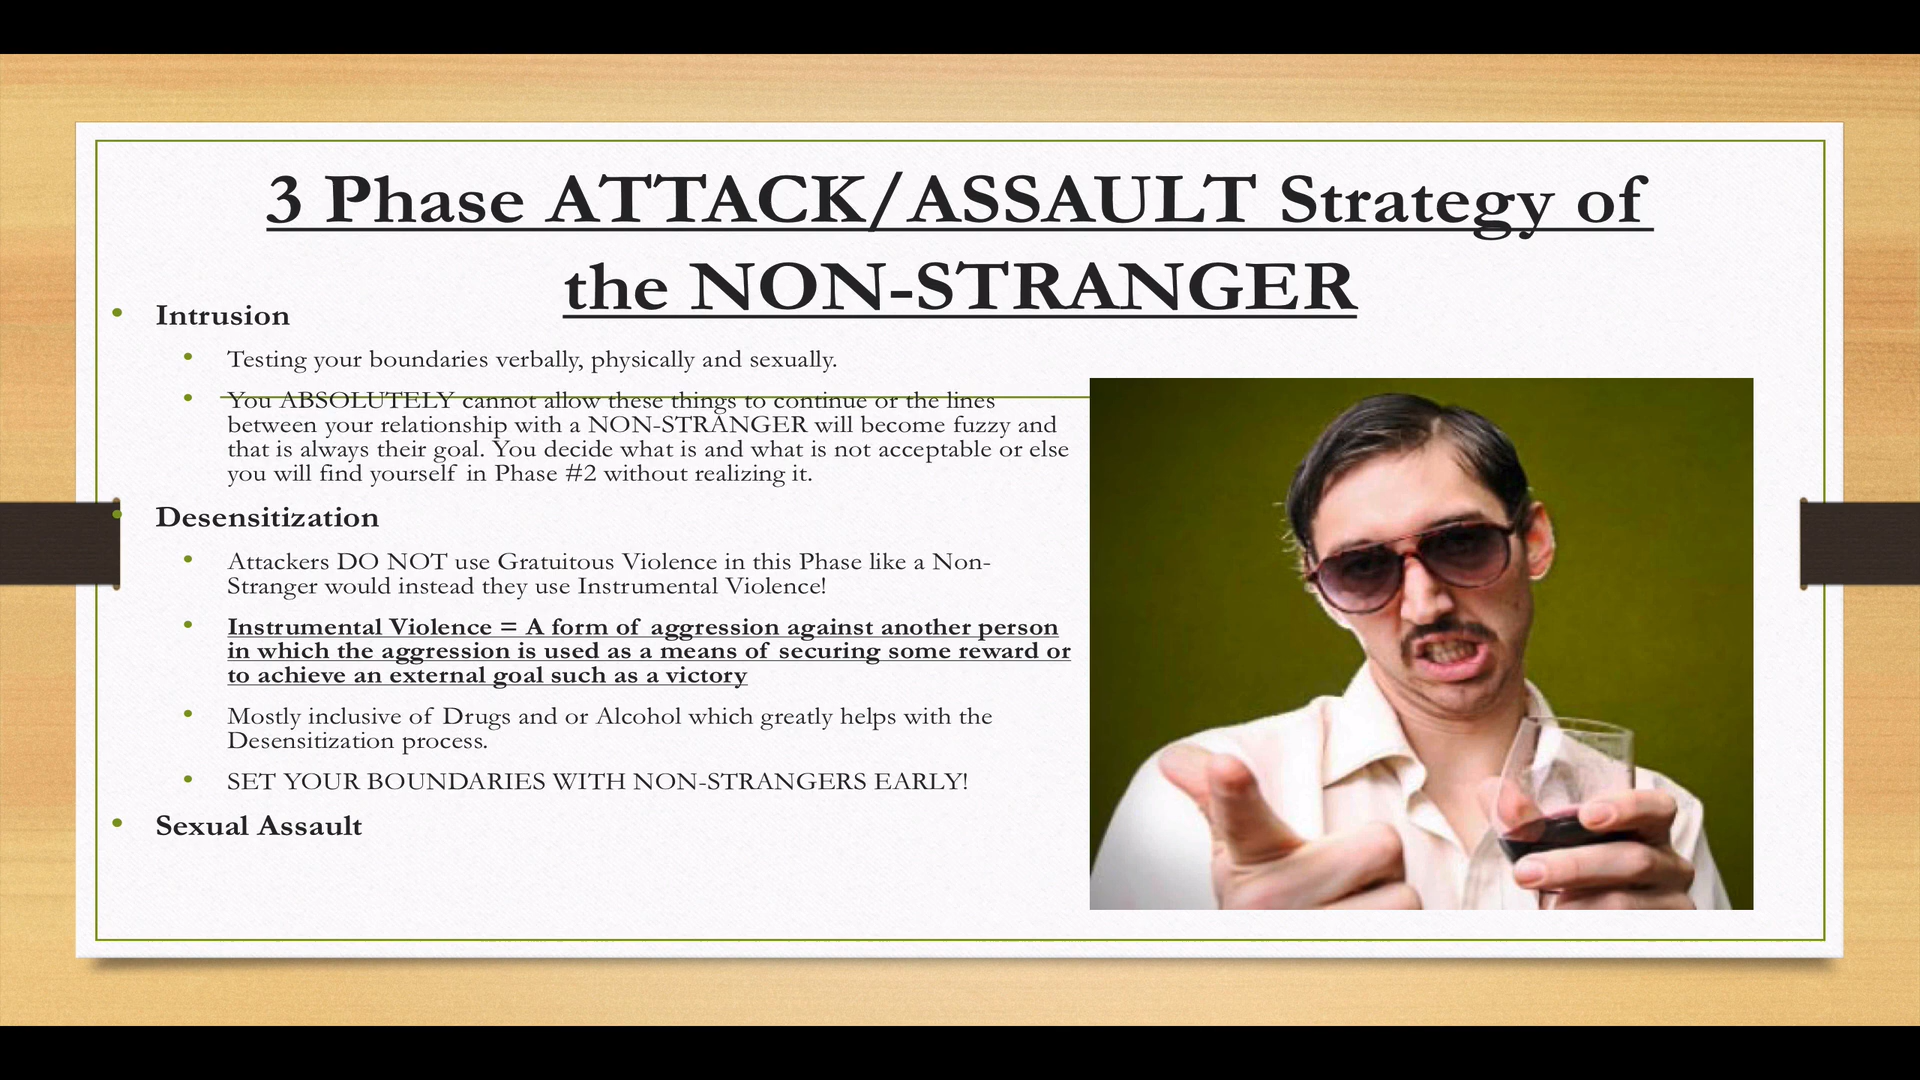 3 Phase ATTACK/ASSAULT Strategy of
the NON-STRANGER
Intrusion
Testing your boundaries verbally, physically and sexually.
You ABSOLUTELY cannot allow these things to continue or the lines
between your relationship with a NON-STRANGER will become fuzzy and
that is always their goal. You decide what is and what is not acceptable or else
you will find yourself in Phase #2 without realizing it.
Desensitization
Attackers DO NOT use Gratuitous Violence in this Phase like a Non-
Stranger would instead they use Instrumental Violence!
Instrumental Violence = A form of aggression against another person
in which the aggression is used as a means of securing some reward or
to achieve an external goal such as a victory
Mostly inclusive of Drugs and or Alcohol which greatly helps with the
Desensitization process.
SET YOUR BOUNDARIES WITH NON-STRANGERS EARLY!
Sexual Assault